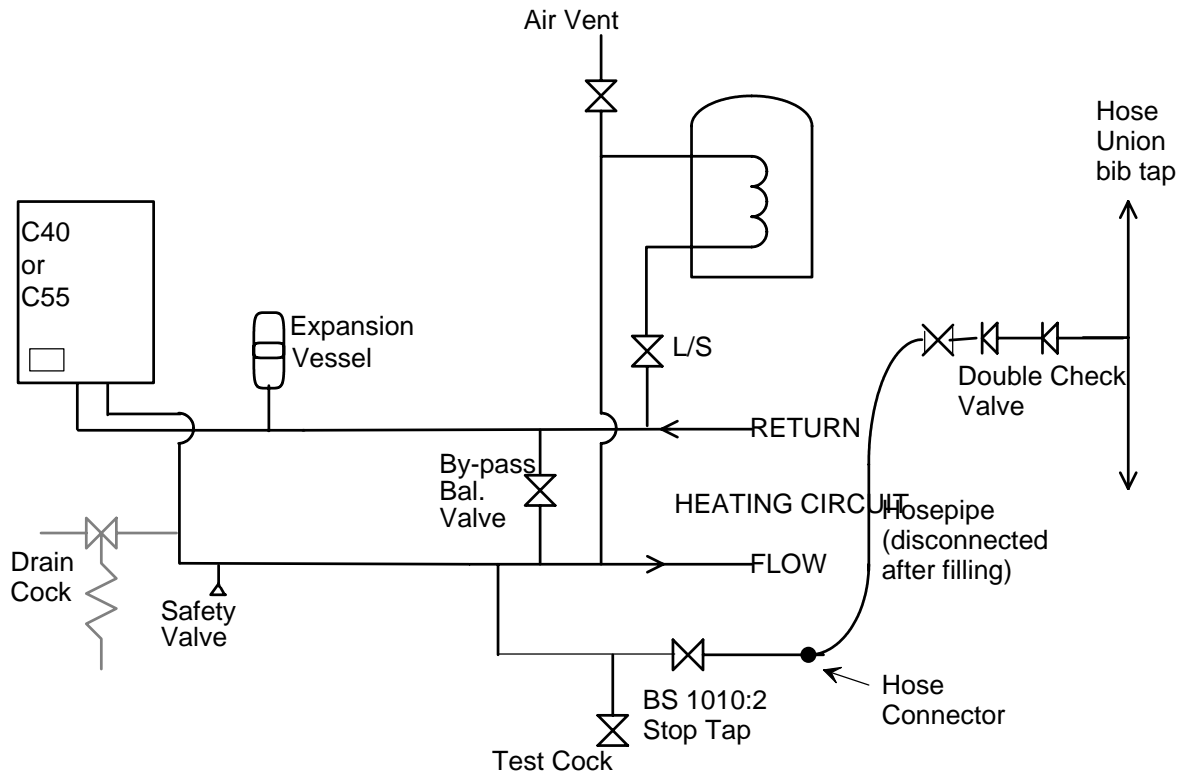 Air Vent
Hose
Union
bib tap
C40
or
C55
Expansion
Vessel
L/S
Double Check
Valve
RETURN
By-pass
Bal.
Valve
HEATING CIRCUIT
Hosepipe
(disconnected
after filling)
Drain
Cock
FLOW
Safety
Valve
Hose
Connector
BS 1010:2
Stop Tap
Test Cock